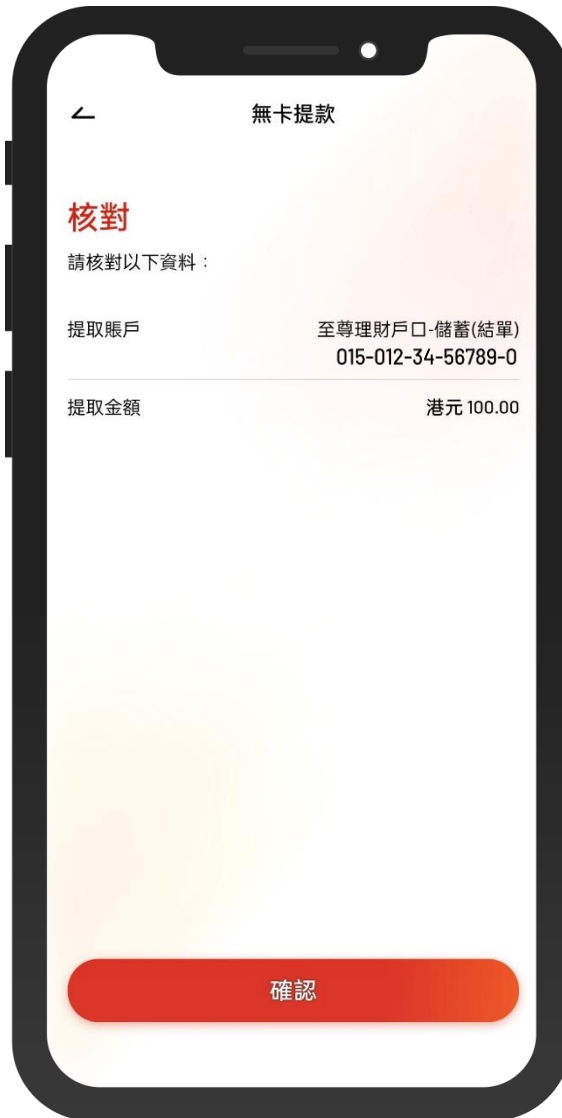 無卡提款
核對
請核對以下資料：
提取賬戶
至尊理財戶口-儲蓄(結單)
015-012-34-56789-0
提取金額
港元 100.00
確認